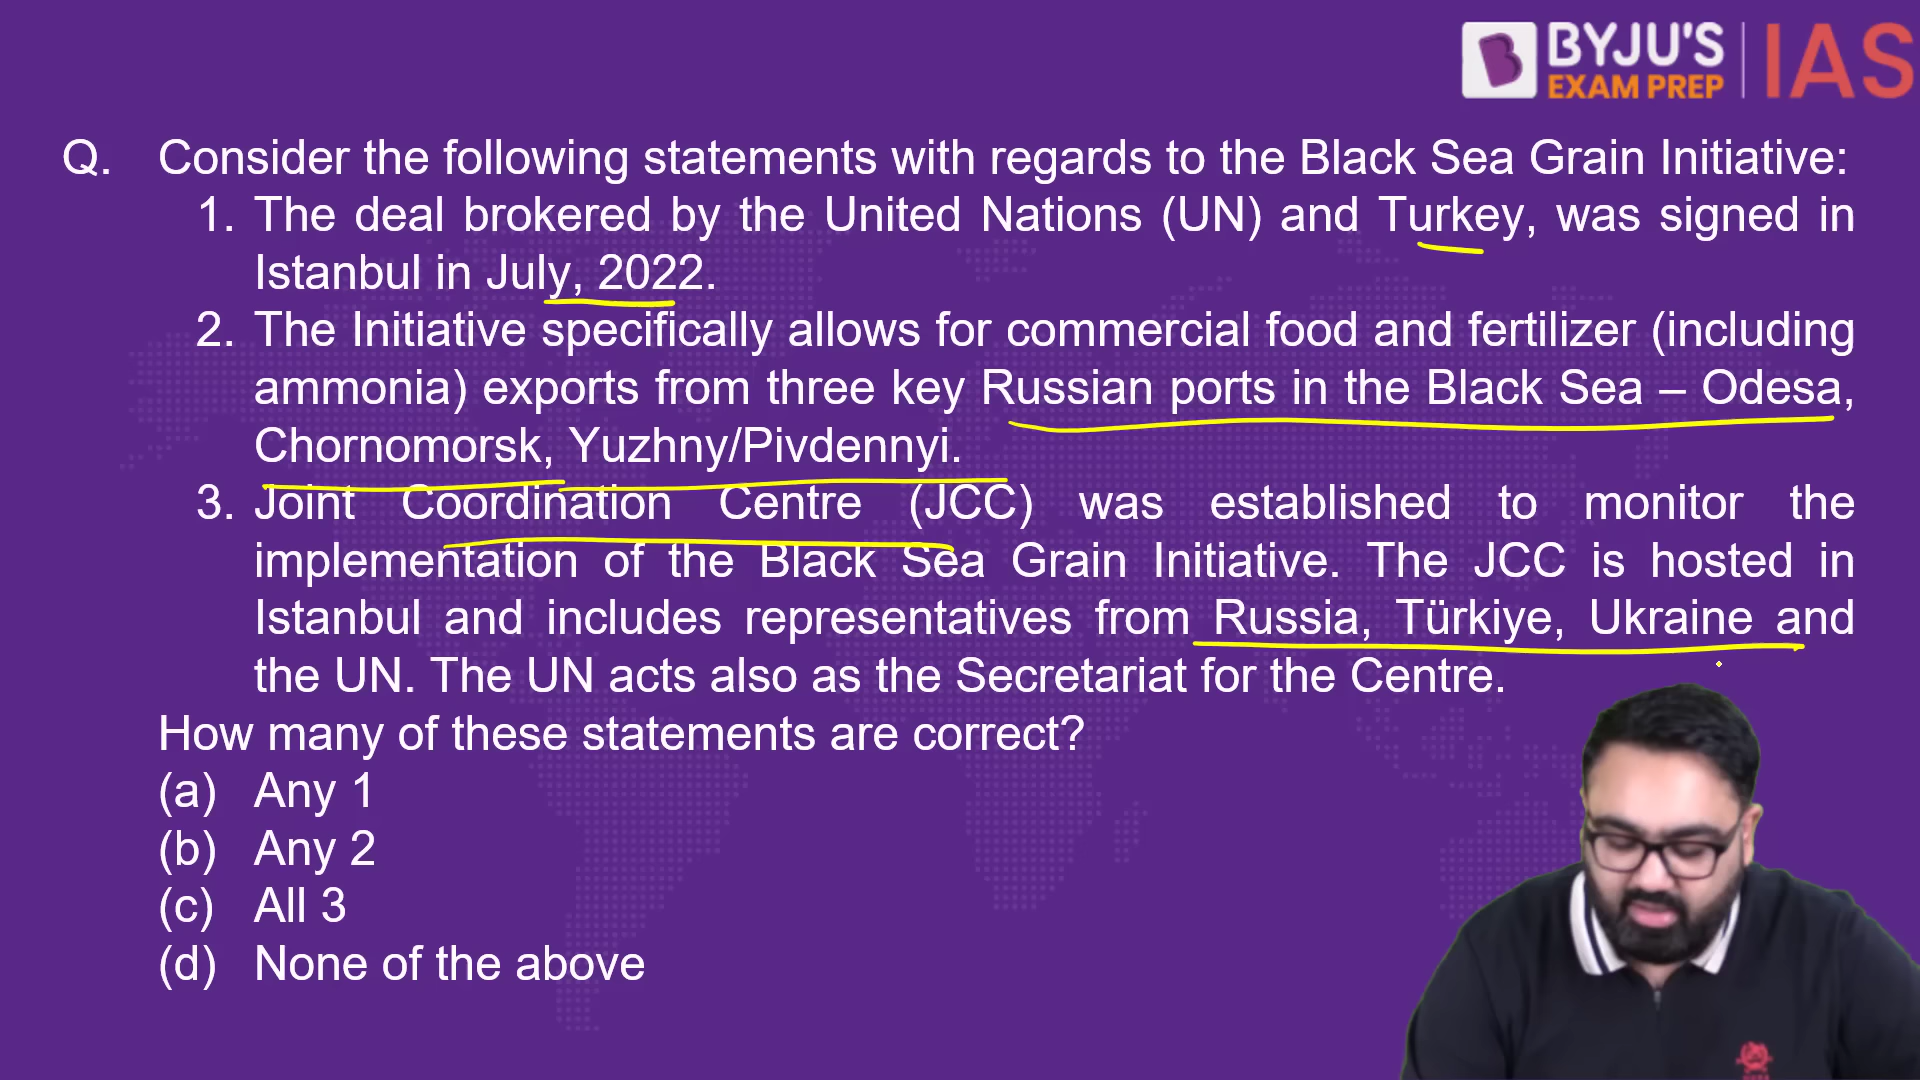 BYJU'S
EXAM PREP
IAS
Q. Consider the following statements with regards to the Black Sea Grain Initiative:
1. The deal brokered by the United Nations (UN) and Turkey, was signed in
Istanbul in July, 2022.
2. The Initiative specifically allows for commercial food and fertilizer (including
ammonia) exports from three key Russian ports in the Black Sea – Odesa,
Chornomorsk, Yuzhny/Pivdennyi.
3. Joint Coordination Centre (JCC) was established to monitor the
implementation of the Black Sea Grain Initiative. The JCC is hosted in
Istanbul and includes representatives from Russia, Türkiye, Ukraine and
the UN. The UN acts also as the Secretariat for the Centre.
How many of these statements are correct?
(a) Any 1
(b) Any 2
(c) All 3
(d) None of the above